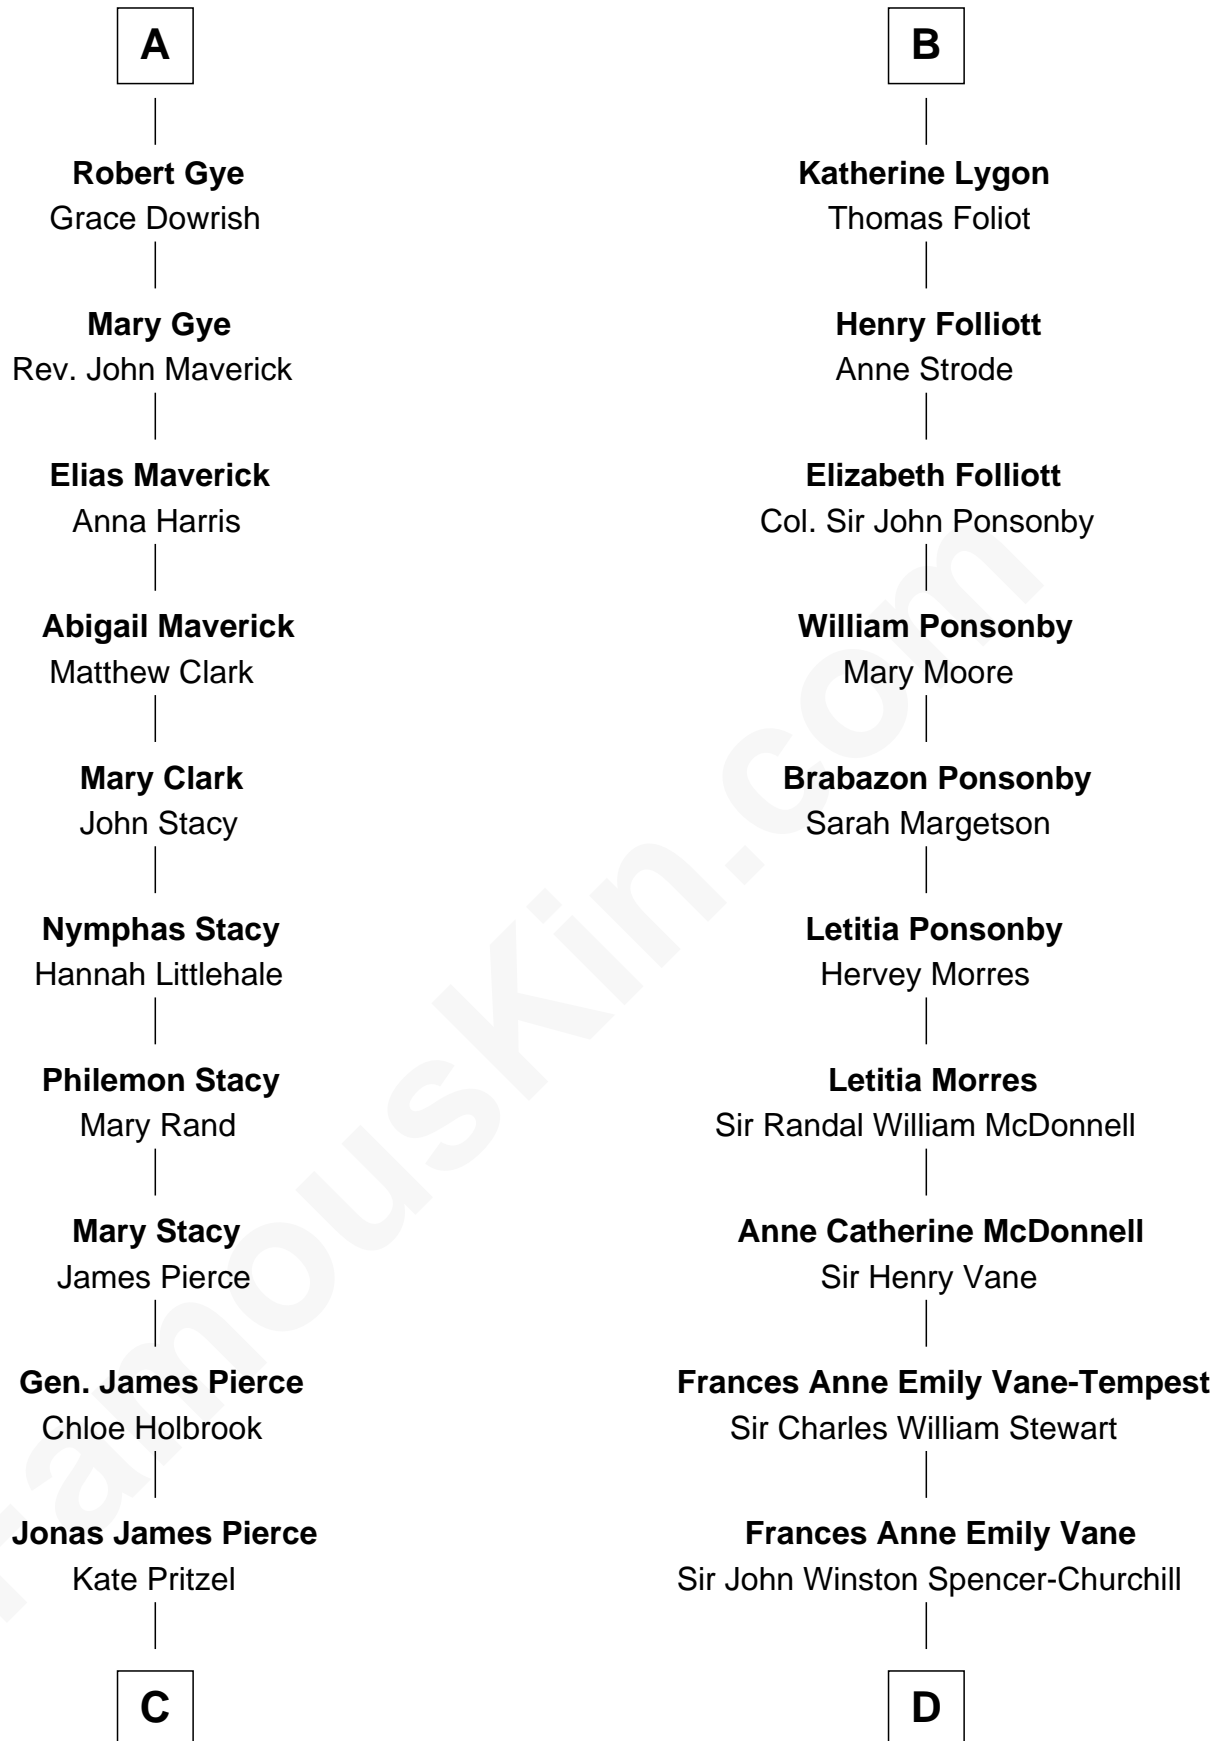 A
Robert Gye
Grace Dowrish
Mary Gye
Rev. John Maverick
Elias Maverick
Anna Harris
Abigail Maverick
Matthew Clark
Mary Clark
John Stacy
Nymphas Stacy
Hannah Littlehale
Philemon Stacy
Mary Rand
Mary Stacy
James Pierce
Gen. James Pierce
Chloe Holbrook
Jonas James Pierce
Kate Pritzel
C
B
Katherine Lygon
Thomas Foliot
Henry Folliott
Anne Strode
Elizabeth Folliott
Col. Sir John Ponsonby
William Ponsonby
Mary Moore
Brabazon Ponsonby
Sarah Margetson
Letitia Ponsonby
Hervey Morres
Letitia Morres
Sir Randal William McDonnell
Anne Catherine McDonnell
Sir Henry Vane
Frances Anne Emily Vane-Tempest
Sir Charles William Stewart
Frances Anne Emily Vane
Sir John Winston Spencer-Churchill
D
FamousKin.com